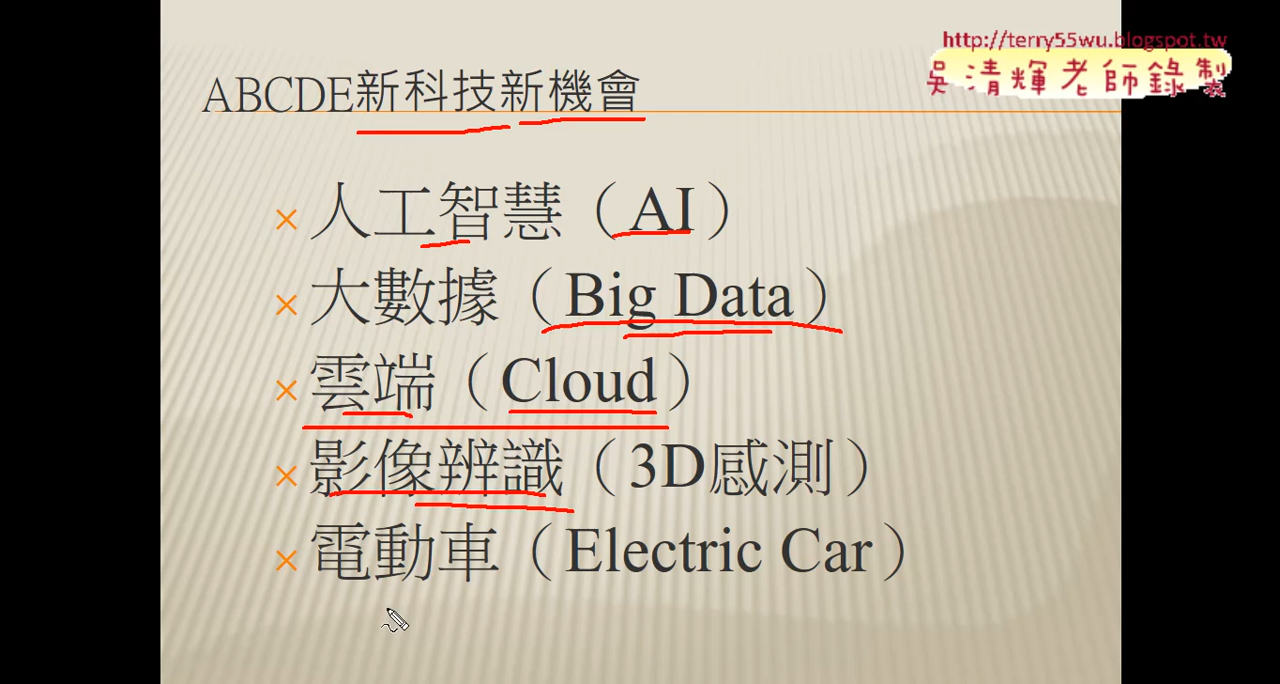 http://terry55wu.blogspot.tw
吳清輝老師錄製
ABCDE新科技新機會
人工智慧（AI）
大數據（Big Data）
雲端（Cloud）
影像辨識（3D感測）
電動車（Electric Car）